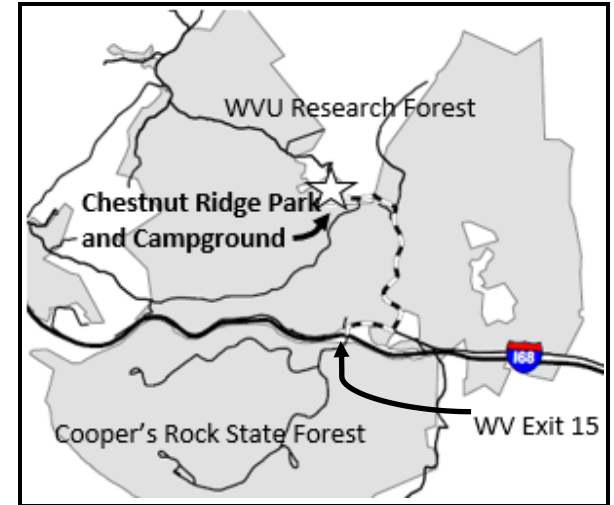 WVU Research Forest
Chestnut Ridge Park
and Campground
I68
WV Exit 15
Cooper's Rock State Forest